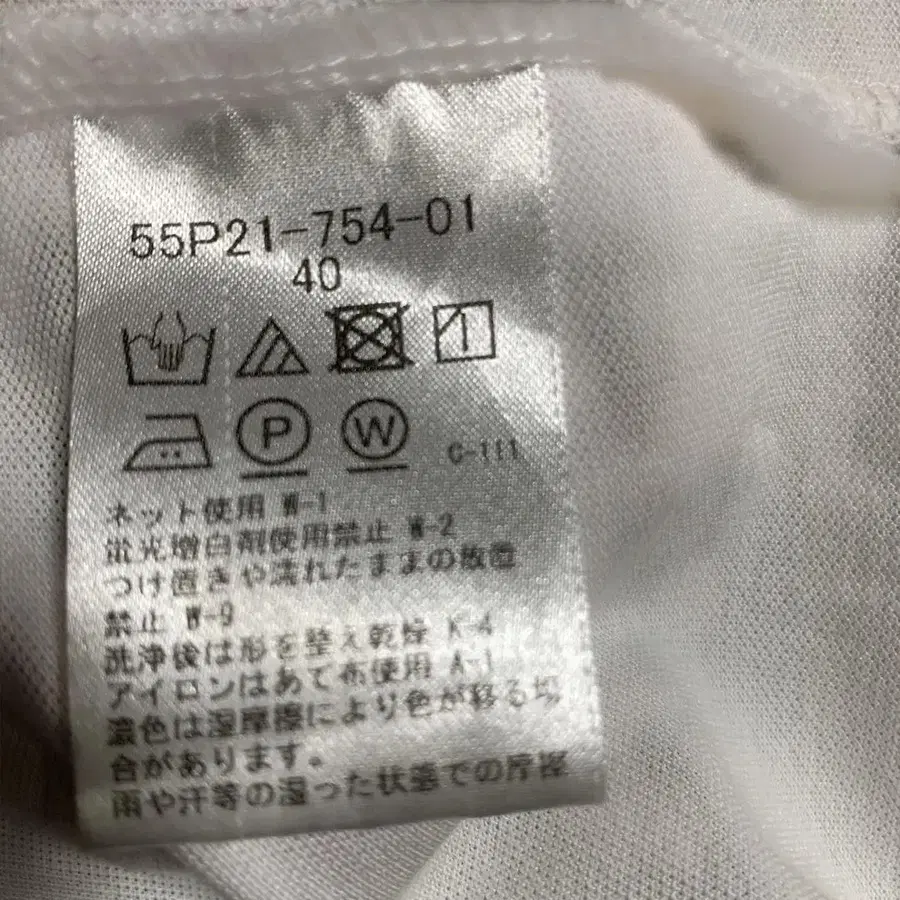 55P21-754-01
40
P W C-111
ネット使用 W-1
蛍光増白剤使用禁止 W-2
つけ置きや濡れたままの放置
禁止 W-9
洗浄後は形を整え乾燥 K-4
アイロンはあて布使用 A-1
濃色は湿摩擦により色が移る場
合があります。
雨や汗等の湿った状態での摩擦